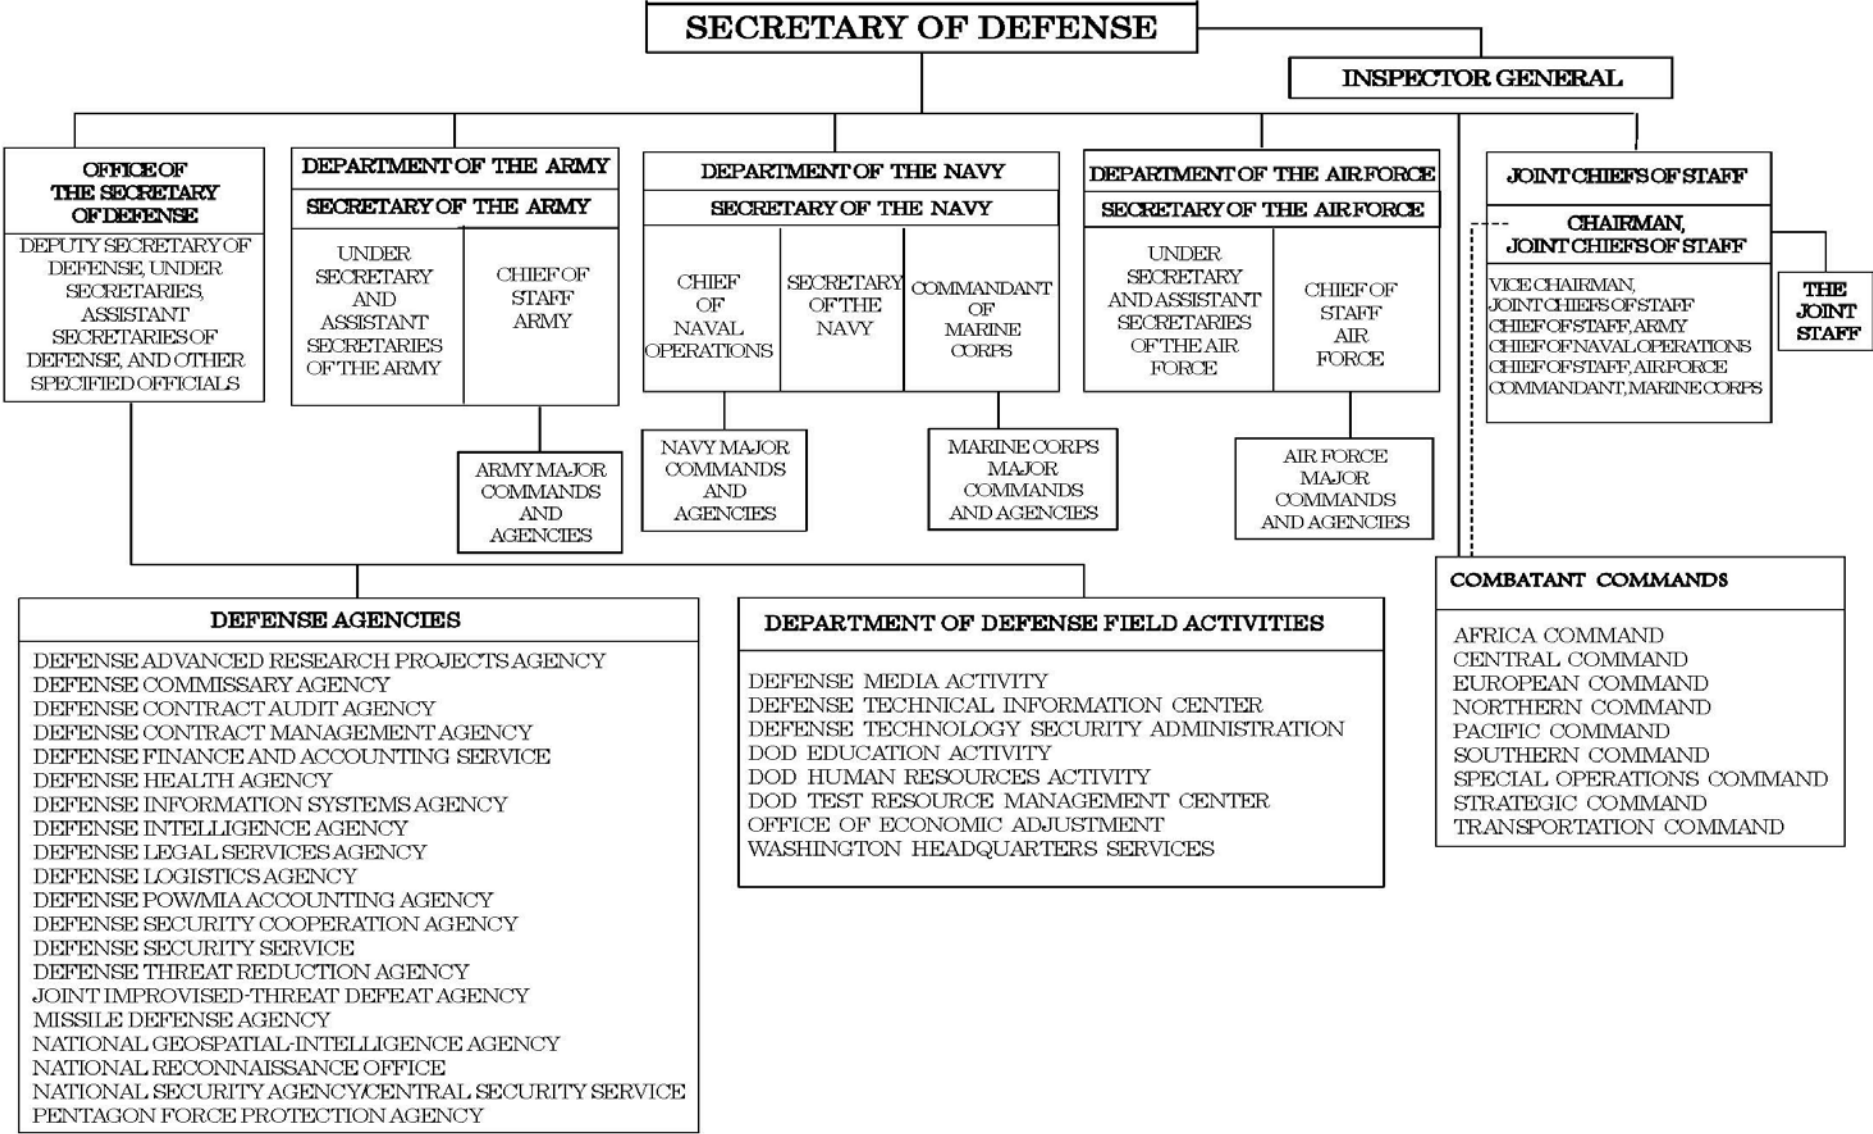 SECRETARY OF DEFENSE
INSPECTOR GENERAL
OFFICE OF
THE SECRETARY
OF DEFENSE
DEPUTY SECRETARY OF
DEFENSE, UNDER
SECRETARIES,
ASSISTANT
SECRETARIES OF
DEFENSE, AND OTHER
SPECIFIED OFFICIALS
DEPARTMENT OF THE ARMY
SECRETARY OF THE ARMY
UNDER
SECRETARY
AND
ASSISTANT
SECRETARIES
OF THE ARMY
CHIEF OF
STAFF
ARMY
ARMY MAJOR
COMMANDS
AND
AGENCIES
DEPARTMENT OF THE NAVY
SECRETARY OF THE NAVY
CHIEF
OF
NAVAL
OPERATIONS
SECRETARY
OF THE
NAVY
COMMANDANT
OF
MARINE
CORPS
NAVY MAJOR
COMMANDS
AND
AGENCIES
MARINE CORPS
MAJOR
COMMANDS
AND AGENCIES
DEPARTMENT OF THE AIR FORCE
SECRETARY OF THE AIR FORCE
UNDER
SECRETARY
AND ASSISTANT
SECRETARIES
OF THE AIR
FORCE
CHIEF OF
STAFF
AIR
FORCE
AIR FORCE
MAJOR
COMMANDS
AND AGENCIES
JOINT CHIEFS OF STAFF
CHAIRMAN,
JOINT CHIEFS OF STAFF
VICE CHAIRMAN,
JOINT CHIEFS OF STAFF
CHIEF OF STAFF, ARMY
CHIEF OF NAVAL OPERATIONS
CHIEF OF STAFF, AIR FORCE
COMMANDANT, MARINE CORPS
THE
JOINT
STAFF
DEFENSE AGENCIES
DEFENSE ADVANCED RESEARCH PROJECTS AGENCY
DEFENSE COMMISSARY AGENCY
DEFENSE CONTRACT AUDIT AGENCY
DEFENSE CONTRACT MANAGEMENT AGENCY
DEFENSE FINANCE AND ACCOUNTING SERVICE
DEFENSE HEALTH AGENCY
DEFENSE INFORMATION SYSTEMS AGENCY
DEFENSE INTELLIGENCE AGENCY
DEFENSE LEGAL SERVICES AGENCY
DEFENSE LOGISTICS AGENCY
DEFENSE POW/MIA ACCOUNTING AGENCY
DEFENSE SECURITY COOPERATION AGENCY
DEFENSE SECURITY SERVICE
DEFENSE THREAT REDUCTION AGENCY
JOINT IMPROVISED-THREAT DEFEAT AGENCY
MISSILE DEFENSE AGENCY
NATIONAL GEOSPATIAL-INTELLIGENCE AGENCY
NATIONAL RECONNAISSANCE OFFICE
NATIONAL SECURITY AGENCY/CENTRAL SECURITY SERVICE
PENTAGON FORCE PROTECTION AGENCY
DEPARTMENT OF DEFENSE FIELD ACTIVITIES
DEFENSE MEDIA ACTIVITY
DEFENSE TECHNICAL INFORMATION CENTER
DEFENSE TECHNOLOGY SECURITY ADMINISTRATION
DOD EDUCATION ACTIVITY
DOD HUMAN RESOURCES ACTIVITY
DOD TEST RESOURCE MANAGEMENT CENTER
OFFICE OF ECONOMIC ADJUSTMENT
WASHINGTON HEADQUARTERS SERVICES
COMBATANT COMMANDS
AFRICA COMMAND
CENTRAL COMMAND
EUROPEAN COMMAND
NORTHERN COMMAND
PACIFIC COMMAND
SOUTHERN COMMAND
SPECIAL OPERATIONS COMMAND
STRATEGIC COMMAND
TRANSPORTATION COMMAND